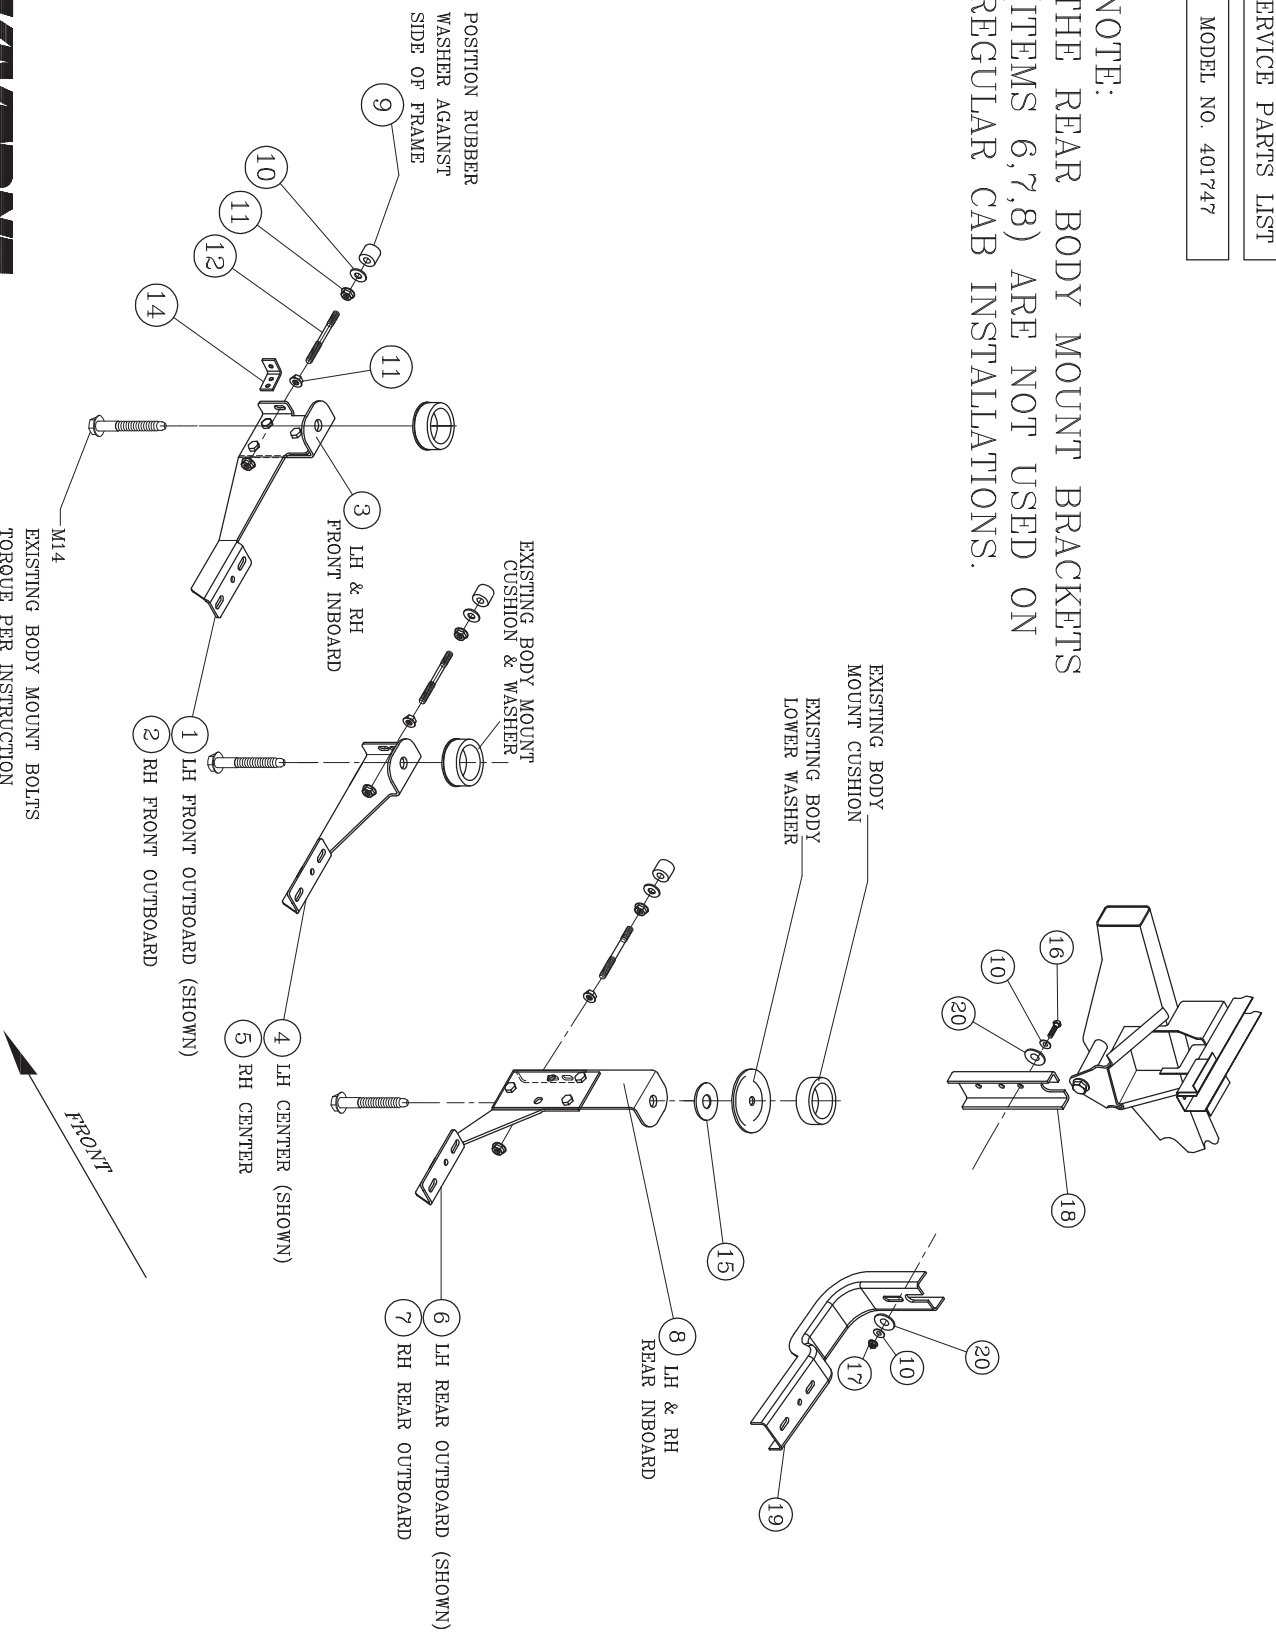 SERVICE PARTS LIST
MODEL NO. 401747
NOTE:
THE REAR BODY MOUNT BRACKETS
(ITEMS 6,7,8) ARE NOT USED ON
REGULAR CAB INSTALLATIONS.
16
10
20
18
20
10
17
19
EXISTING BODY
MOUNT CUSHION
EXISTING BODY
LOWER WASHER
15
8 LH & RH
REAR INBOARD
6 LH REAR OUTBOARD (SHOWN)
7 RH REAR OUTBOARD
EXISTING BODY MOUNT
CUSHION & WASHER
4 LH CENTER (SHOWN)
5 RH CENTER
POSITION RUBBER
WASHER AGAINST
SIDE OF FRAME
9
10
11
12
14
11
3 LH & RH
FRONT INBOARD
1 LH FRONT OUTBOARD (SHOWN)
2 RH FRONT OUTBOARD
M14
EXISTING BODY MOUNT BOLTS
TORQUE PER INSTRUCTION
FRONT